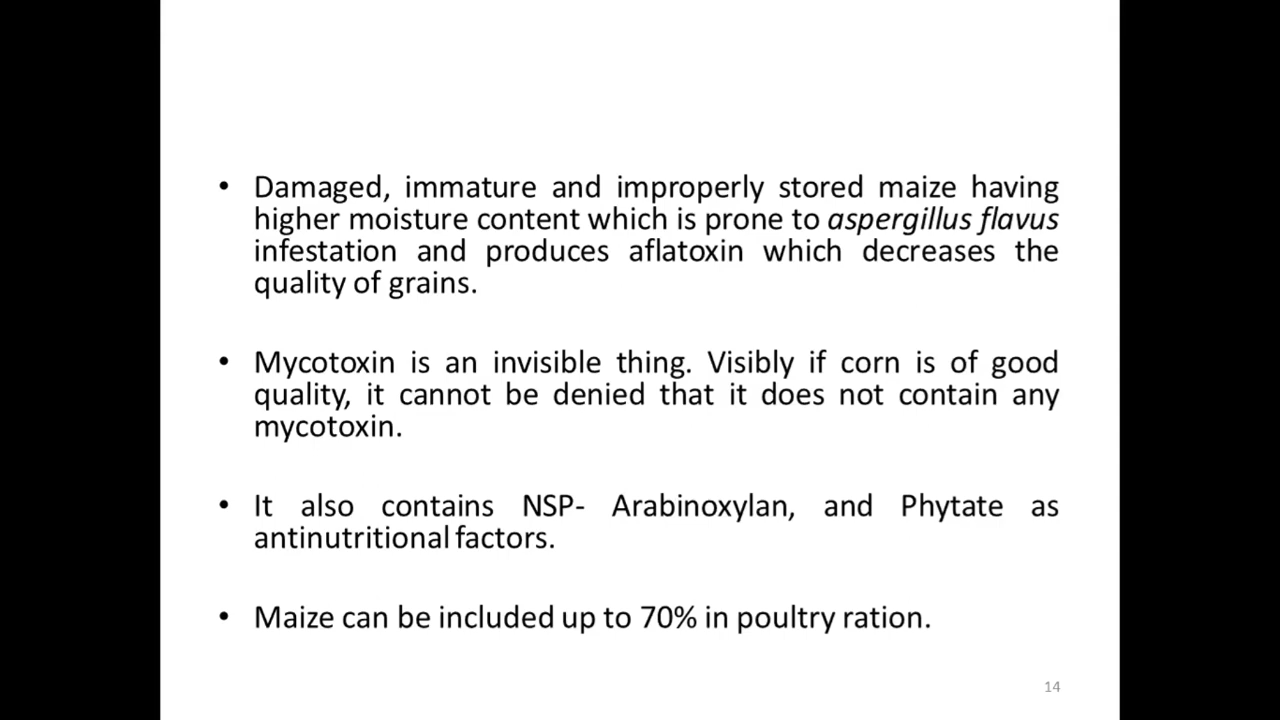 • Damaged, immature and improperly stored maize having
higher moisture content which is prone to aspergillus flavus
infestation and produces aflatoxin which decreases the
quality of grains.
• Mycotoxin is an invisible thing. Visibly if corn is of good
quality, it cannot be denied that it does not contain any
mycotoxin.
• It also contains NSP- Arabinoxylan, and Phytate as
antinutritional factors.
• Maize can be included up to 70% in poultry ration.
14